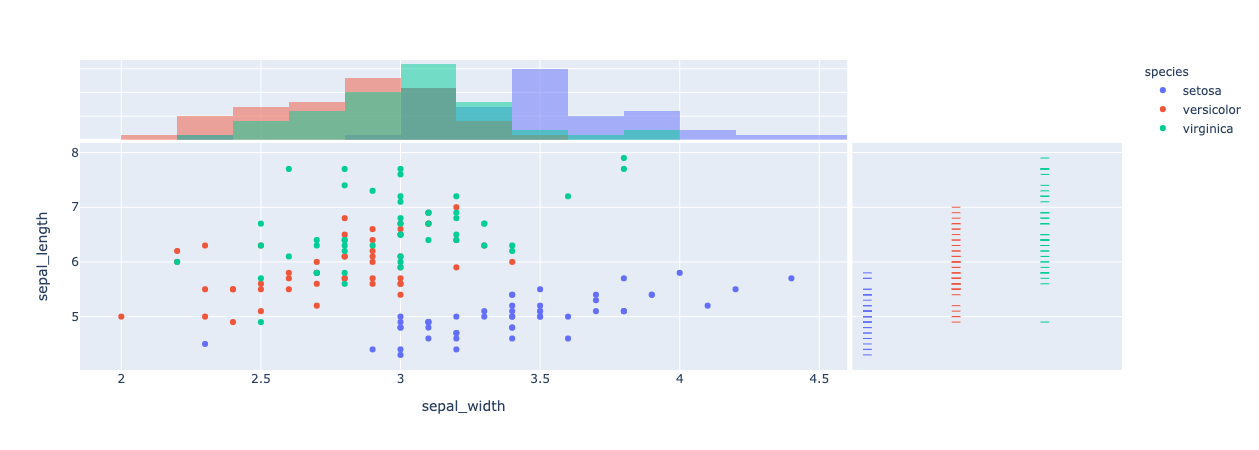 species
setosa
versicolor
virginica
sepal_length
8
7
6
5
2
2.5
3
3.5
4
4.5
sepal_width